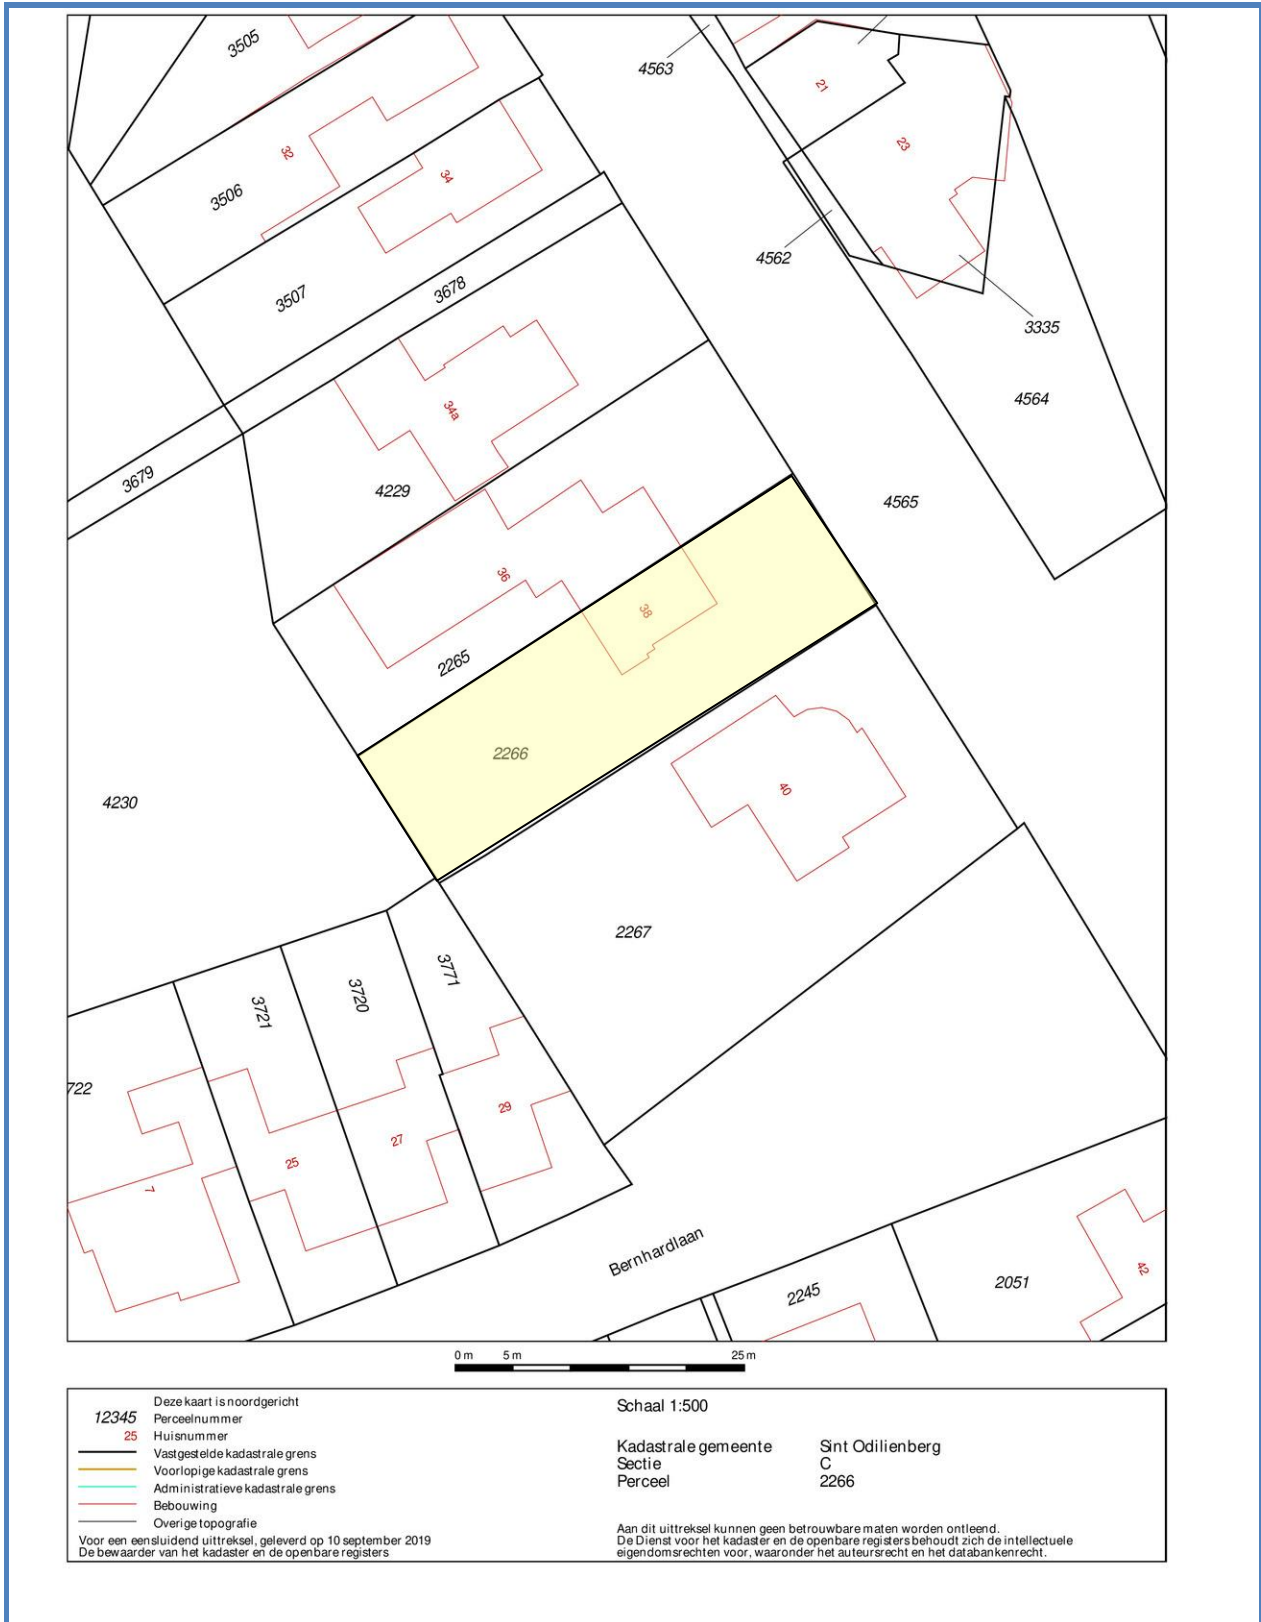 3505
4563
21
32
23
34
3506
4562
3507
3678
3335
34a
4564
3679
4229
4565
36
38
2265
2266
40
4230
2267
3771
3721
3720
722
29
27
25
7
Bernhardlaan
42
2245
2051
0 m 5 m 25 m
Deze kaart is noordgericht
12345 Perceelnummer
25 Huisnummer
Vastgestelde kadastrale grens
Voorlopige kadastrale grens
Administratieve kadastrale grens
Bebouwing
Overige topografie
Voor een eensluidend uittreksel, geleverd op 10 september 2019
De bewaarder van het kadaster en de openbare registers
Schaal 1:500
Kadastrale gemeente Sint Odilienberg
Sectie C
Perceel 2266
Aan dit uittreksel kunnen geen betrouwbare maten worden ontleend.
De Dienst voor het kadaster en de openbare registers behoudt zich de intellectuele
eigendomsrechten voor, waaronder het auteursrecht en het databankenrecht.